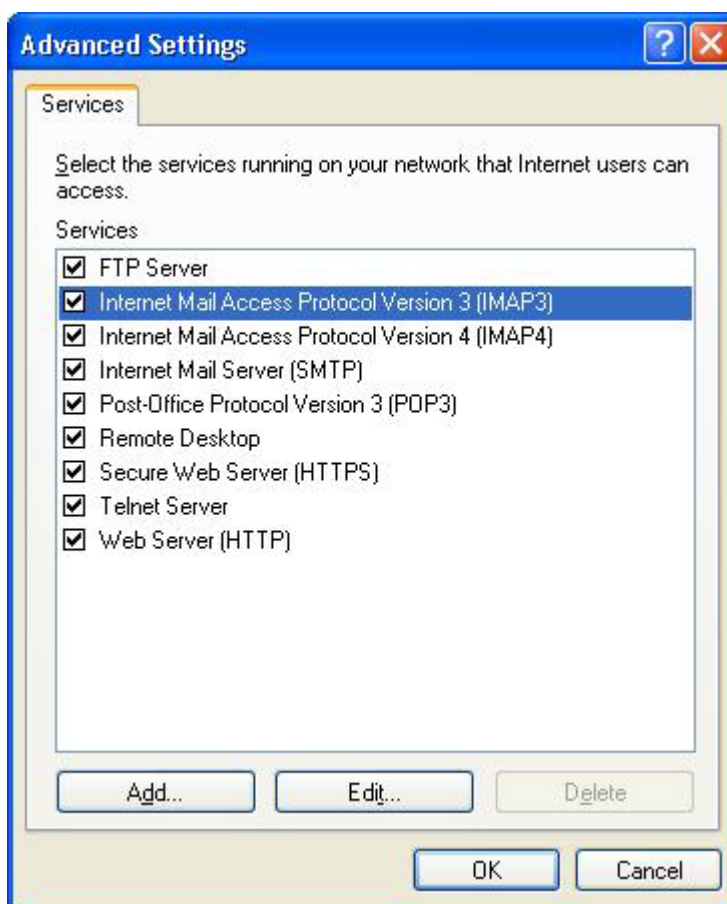 Advanced Settings
Services
Select the services running on your network that Internet users can
access.
Services
FTP Server
Internet Mail Access Protocol Version 3 (IMAP3)
Internet Mail Access Protocol Version 4 (IMAP4)
Internet Mail Server (SMTP)
Post-Office Protocol Version 3 (POP3)
Remote Desktop
Secure Web Server (HTTPS)
Telnet Server
Web Server (HTTP)
Add... Edit... Delete
OK Cancel